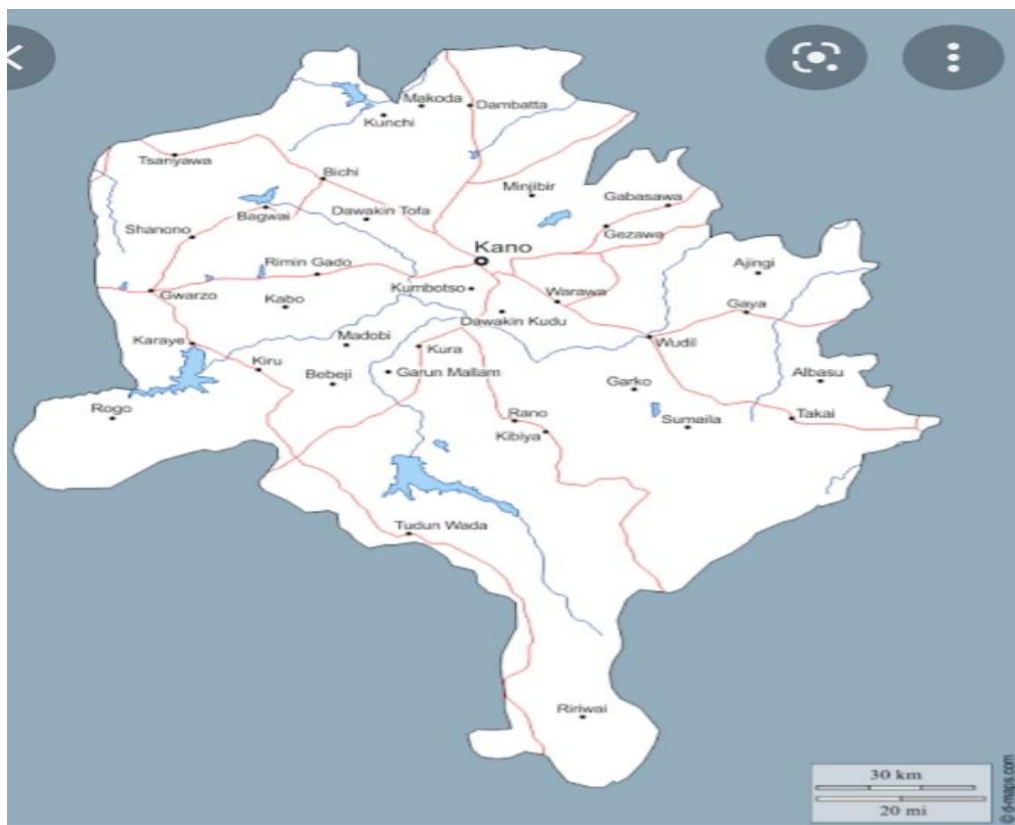 Makoda
Dambatta
Kunchi
Tsanyawa
Bichi
Minjibir
Gabasawa
Bagwai
Dawakin Tofa
Shanono
Gezawa
Kano
Rimin Gado
Ajingi
Kumbotso
Gwarzo
Kabo
Warawa
Gaya
Dawakin Kudu
Madobi
Karaye
Kura
Wudil
Kiru
Bebeji
Garun Mallam
Garko
Albasu
Rogo
Rano
Sumaila
Takai
Kibiya
Tudun Wada
Ririwai
30 km
20 mi
© d-maps.com